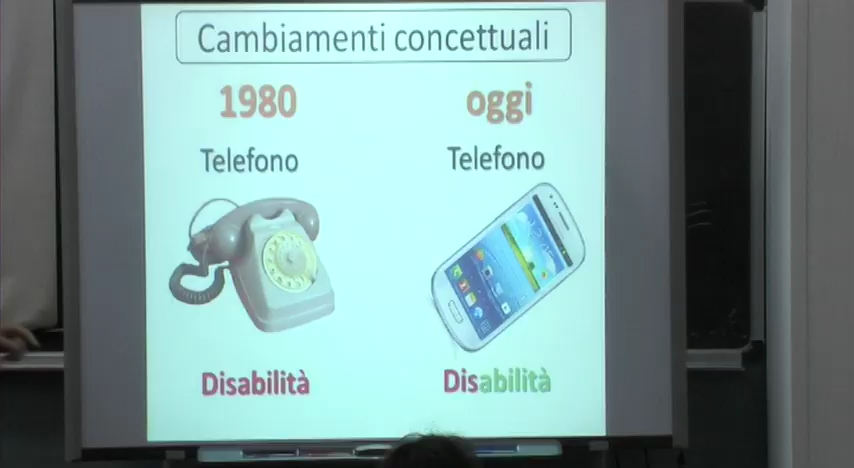 Cambiamenti concettuali
1980
oggi
Telefono
Telefono
Disabilità
Disabilità